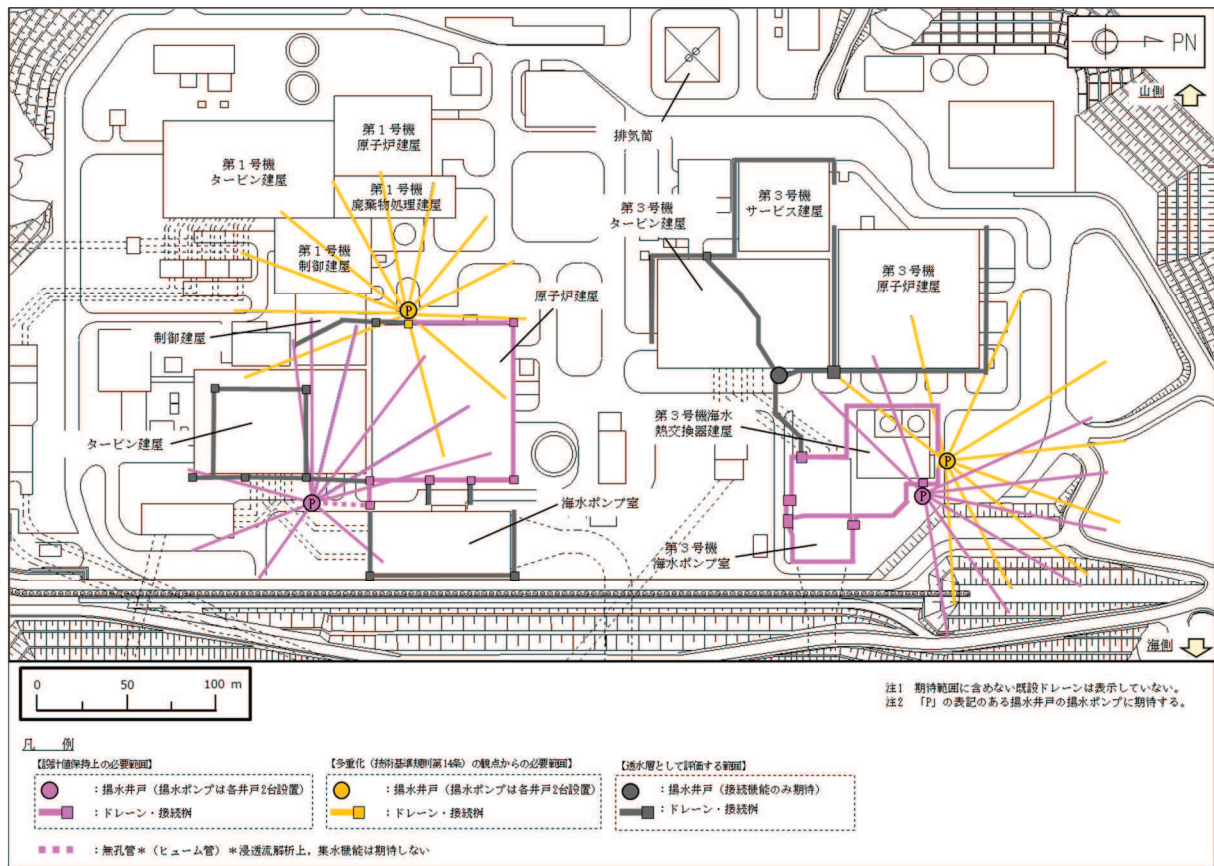 PN
山側
排気筒
第1号機
原子炉建屋
第1号機
タービン建屋
第1号機
廃棄物処理建屋
第3号機
サービス建屋
第3号機
タービン建屋
第1号機
制御建屋
第3号機
原子炉建屋
原子炉建屋
P
制御建屋
第3号機海水
熱交換器建屋
タービン建屋
P
P
P
海水ポンプ室
第3号機
海水ポンプ室
海側
0 50 100 m
注1 期待範囲に含めない既設ドレーンは表示していない。
注2 「P」の表記のある揚水井戸の揚水ポンプに期待する。
凡 例
【設計値保持上の必要範囲】
:揚水井戸(揚水ポンプは各井戸2台設置)
:ドレーン・接続桝
【多重化(技術基準規則第14条)の観点からの必要範囲】
:揚水井戸(揚水ポンプは各井戸2台設置)
:ドレーン・接続桝
【透水層として評価する範囲】
:揚水井戸(接続機能のみ期待)
:ドレーン・接続桝
:無孔管*(ヒューム管)*浸透流解析上,集水機能は期待しない